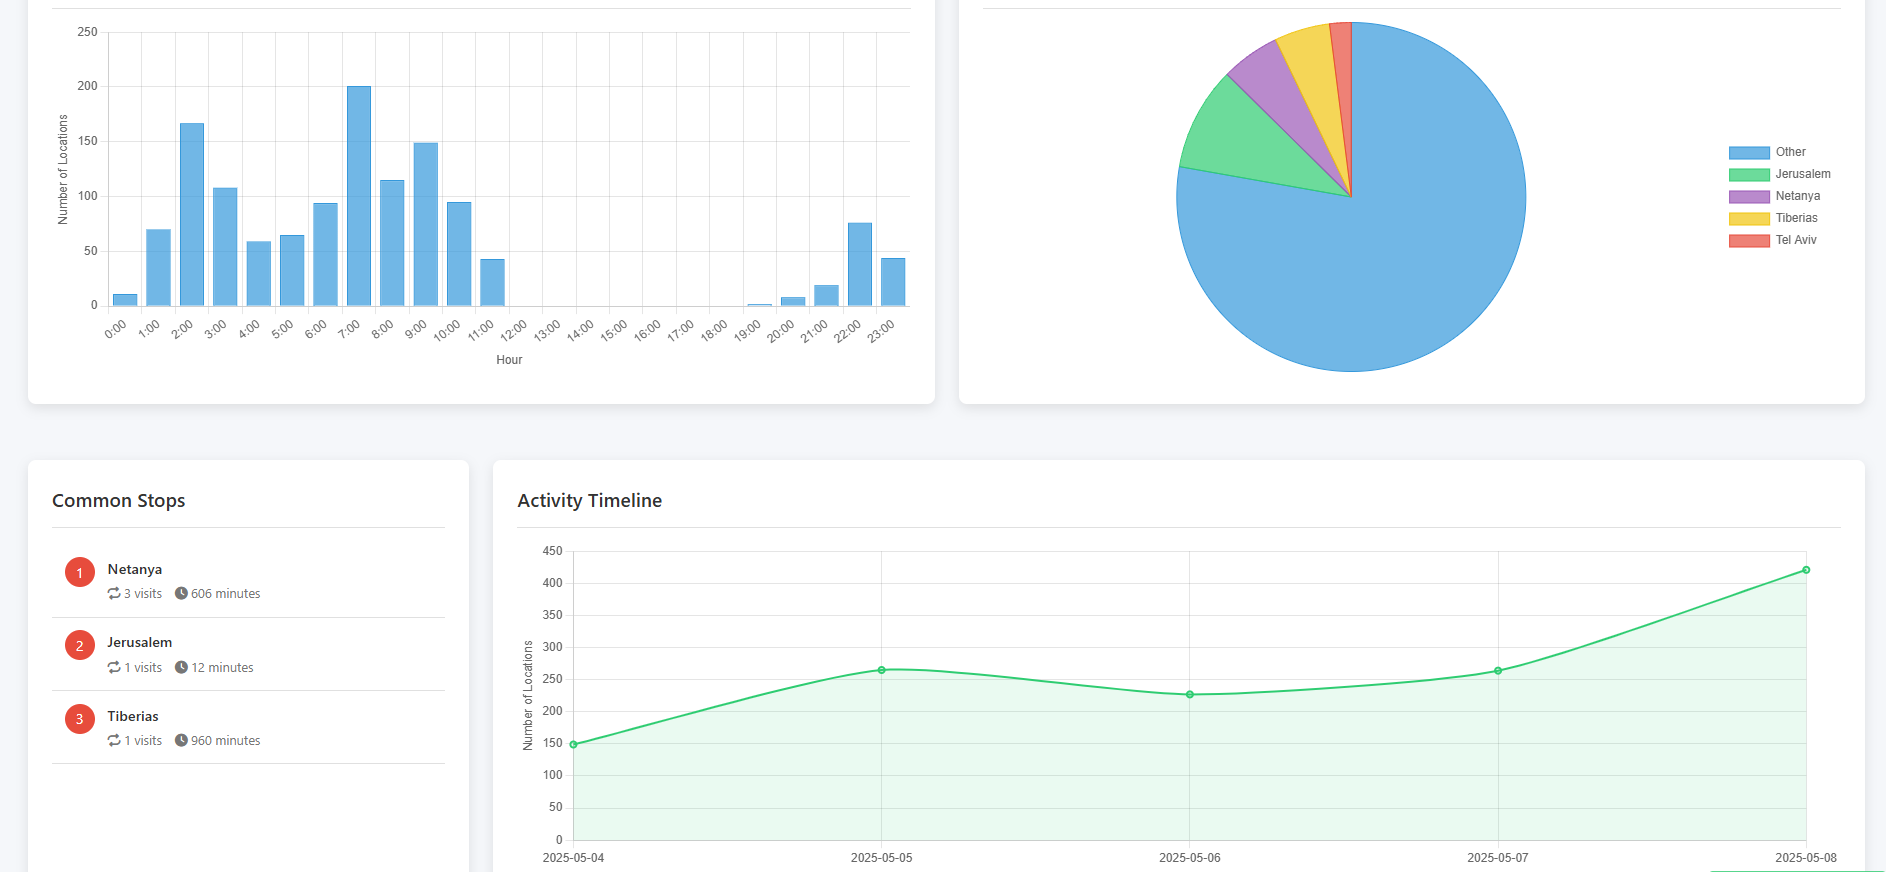 250
200
150
100
50
0
Number of Locations
0:00 1:00 2:00 3:00 4:00 5:00 6:00 7:00 8:00 9:00 10:00 11:00 12:00 13:00 14:00 15:00 16:00 17:00 18:00 19:00 20:00 21:00 22:00 23:00
Hour
Other
Jerusalem
Netanya
Tiberias
Tel Aviv
Common Stops
1
Netanya
3 visits 606 minutes
2
Jerusalem
1 visits 12 minutes
3
Tiberias
1 visits 960 minutes
Activity Timeline
450
400
350
300
250
200
150
100
50
0
Number of Locations
2025-05-04 2025-05-05 2025-05-06 2025-05-07 2025-05-08